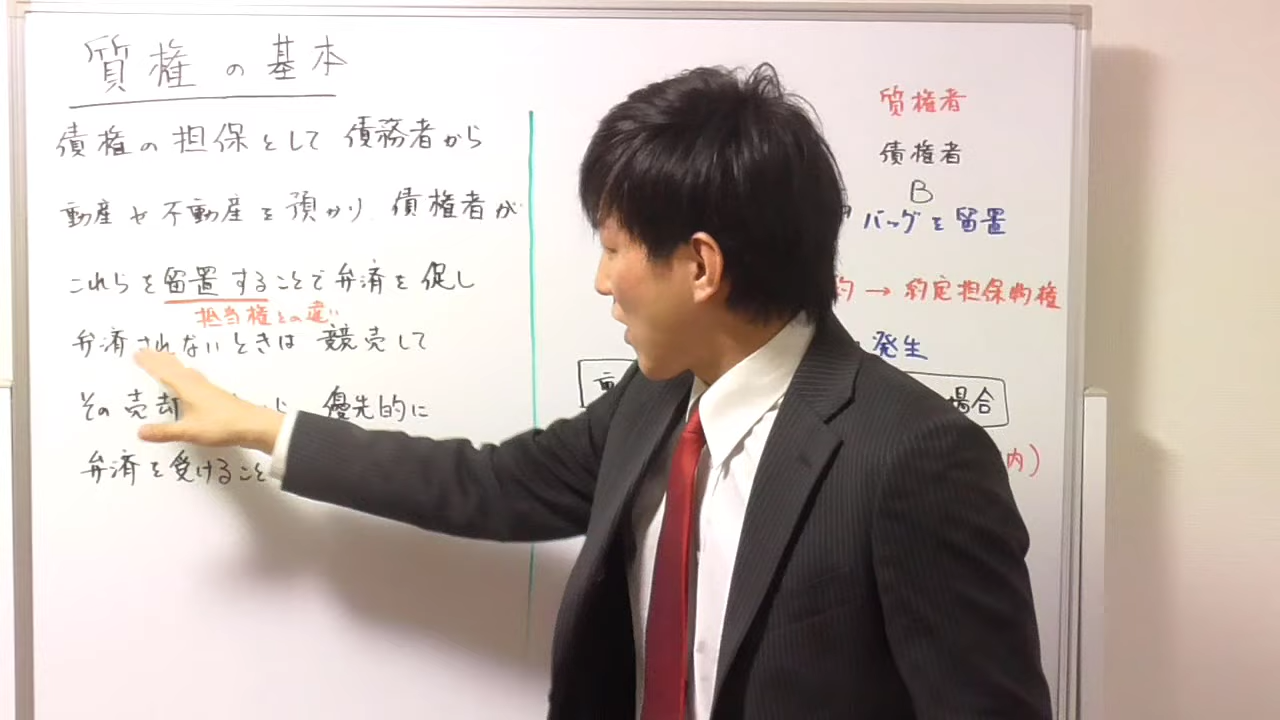 質権の基本
債権の担保として債務者から
動産や不動産を預かり、債権者が
これらを留置することで弁済を促し
抵当権との違い
弁済されないときは競売して
その売却 優先的に
弁済を受けること
質権者
債権者
B
バッグを留置
約→約定担保物権
発生
場合
内)